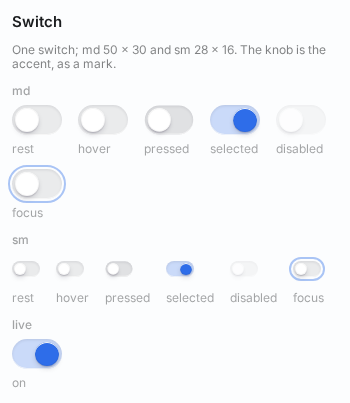 Switch
One switch; md 50 × 30 and sm 28 × 16. The knob is the
accent, as a mark.
md
rest hover pressed selected disabled
focus
sm
rest hover pressed selected disabled focus
live
on